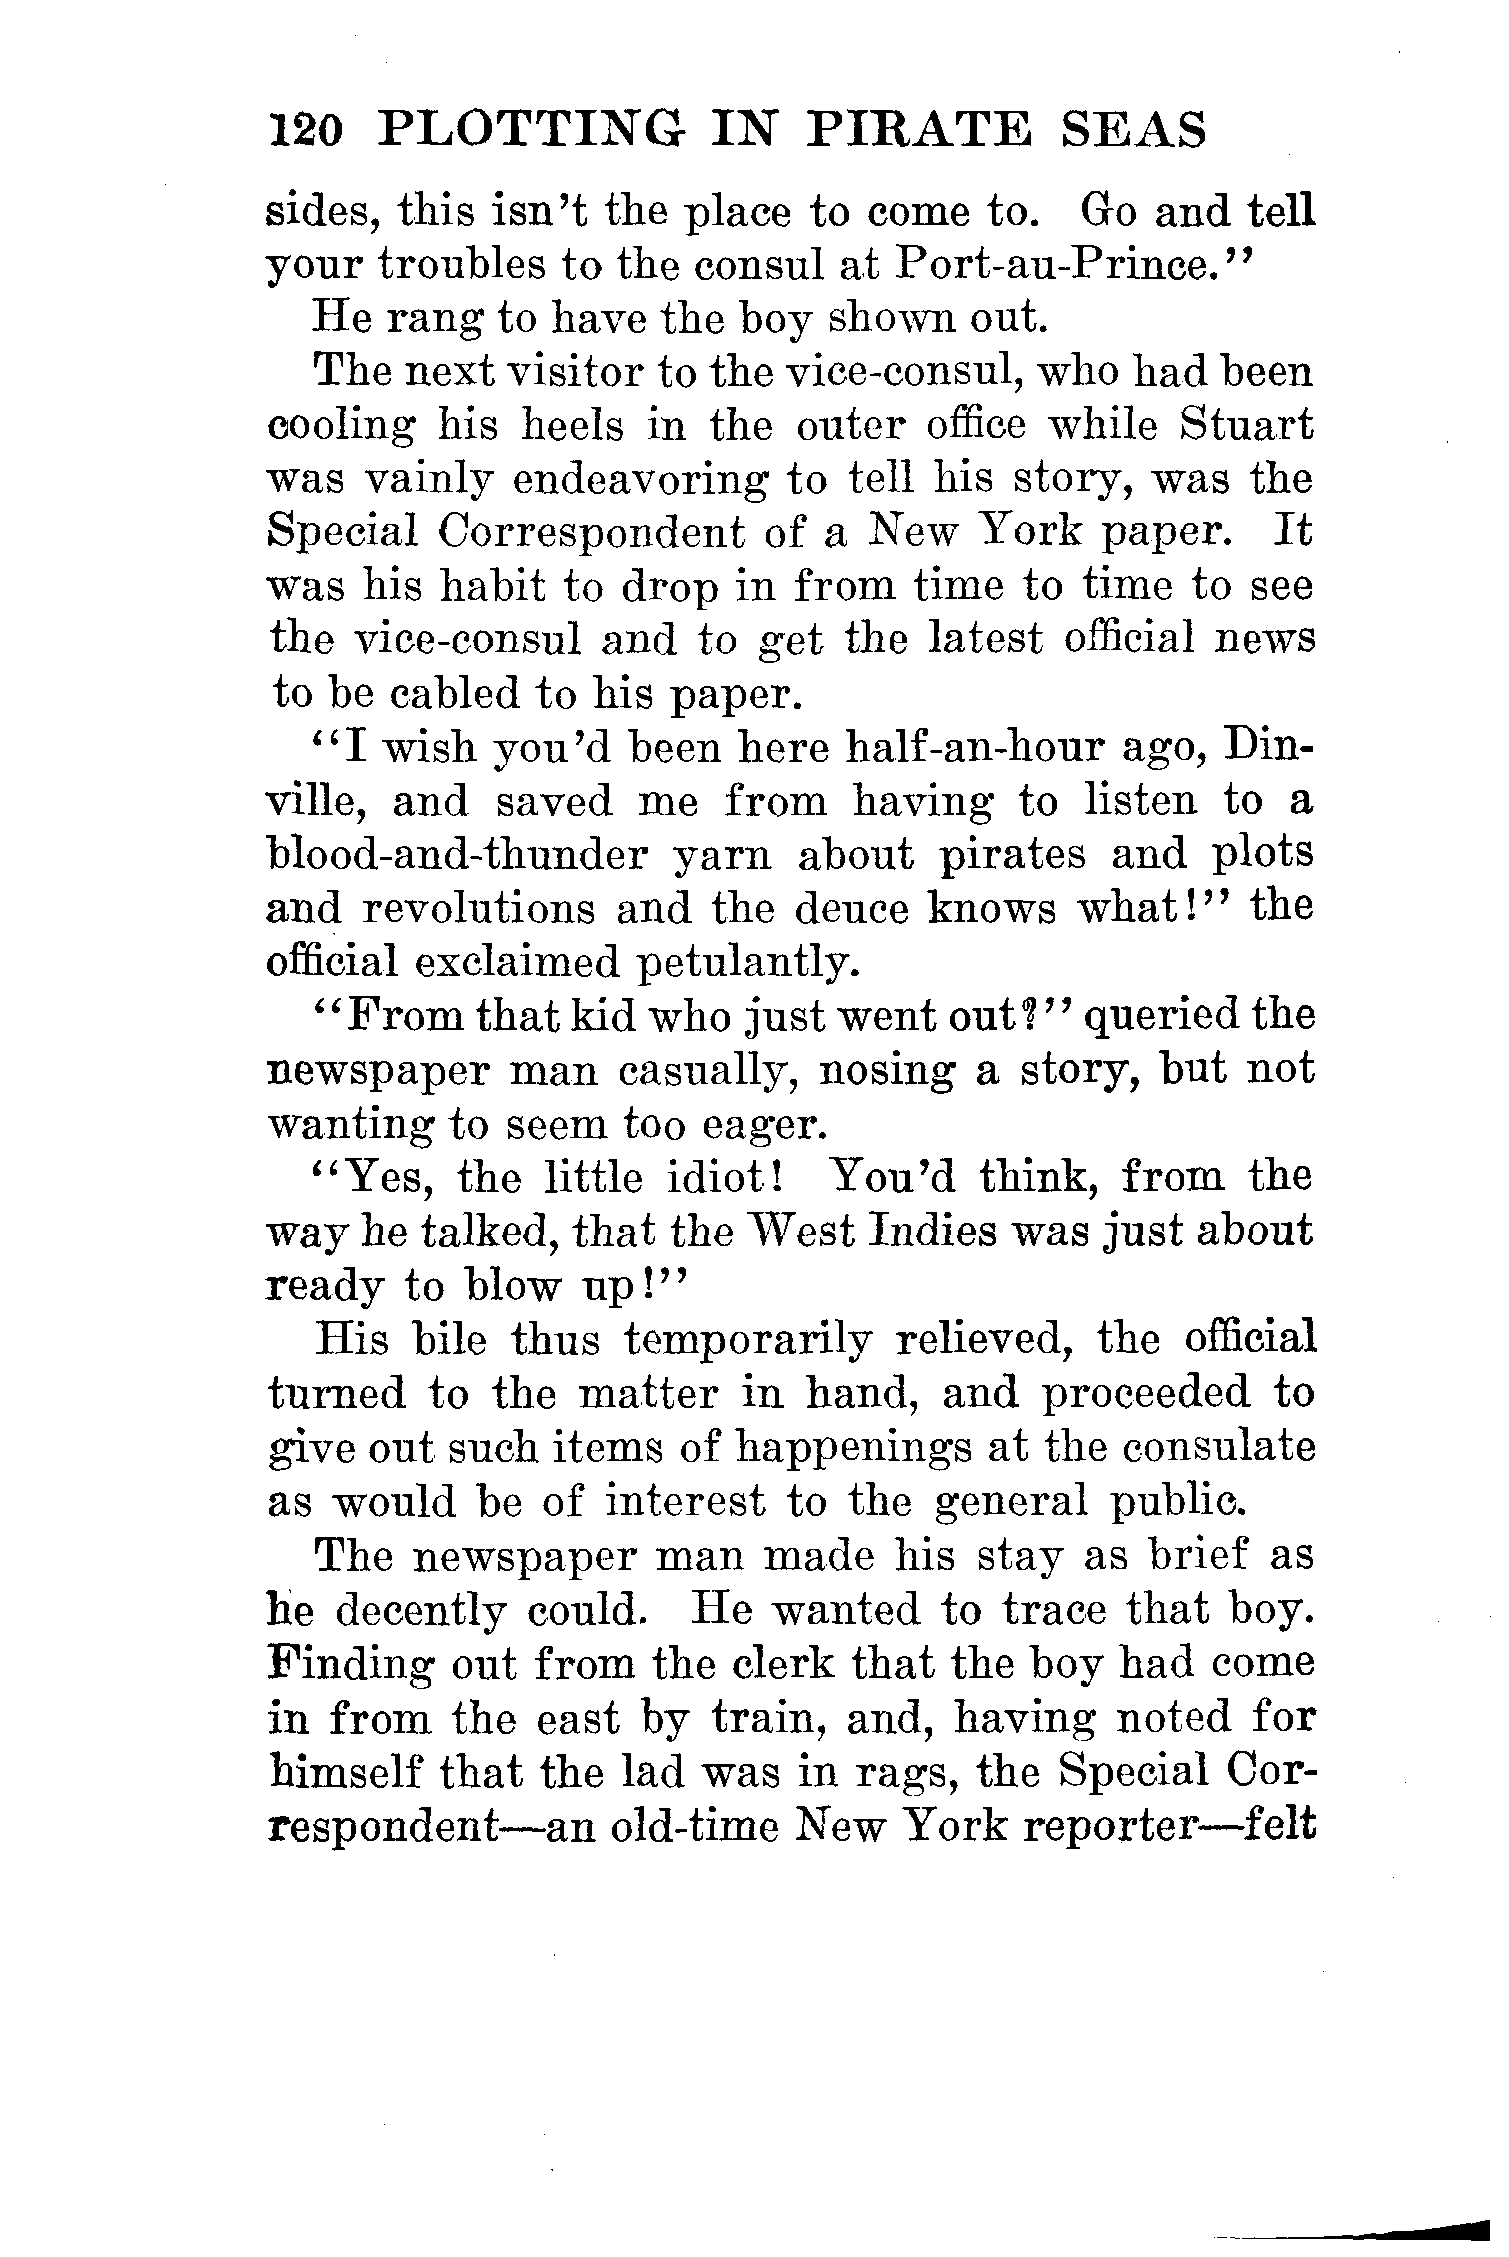 120 PLOTTING IN PIRATE SEAS
sides, this isn't the place to come to. Go and tell
your troubles to the consul at Port-au-Prince."
He rang to have the boy shown out.
The next visitor to the vice-consul, who had been
cooling his heels in the outer office while Stuart
was vainly endeavoring to tell his story, was the
Special Correspondent of a New York paper. It
was his habit to drop in from time to time to see
the vice-consul and to get the latest official news
to be cabled to his paper.
"I wish you'd been here half-an-hour ago, Din-
ville, and saved me from having to listen to a
blood-and-thunder yarn about pirates and plots
and revolutions and the deuce knows what!" the
official exclaimed petulantly.
"From that kid who just went out?" queried the
newspaper man casually, nosing a story, but not
wanting to seem too eager.
"Yes, the little idiot! You'd think, from the
way he talked, that the West Indies was just about
ready to blow up!"
His bile thus temporarily relieved, the official
turned to the matter in hand, and proceeded to
give out such items of happenings at the consulate
as would be of interest to the general public.
The newspaper man made his stay as brief as
he decently could. He wanted to trace that boy.
Finding out from the clerk that the boy had come
in from the east by train, and, having noted for
himself that the lad was in rags, the Special Cor-
respondent—an old-time New York reporter—felt